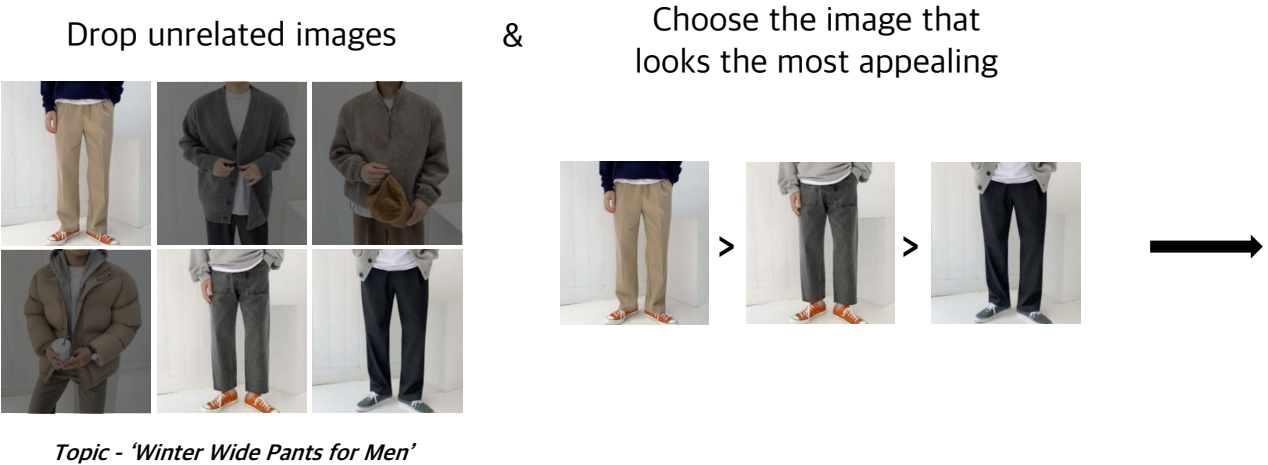 Drop unrelated images
&
Choose the image that
looks the most appealing
> >
Topic - ‘Winter Wide Pants for Men’